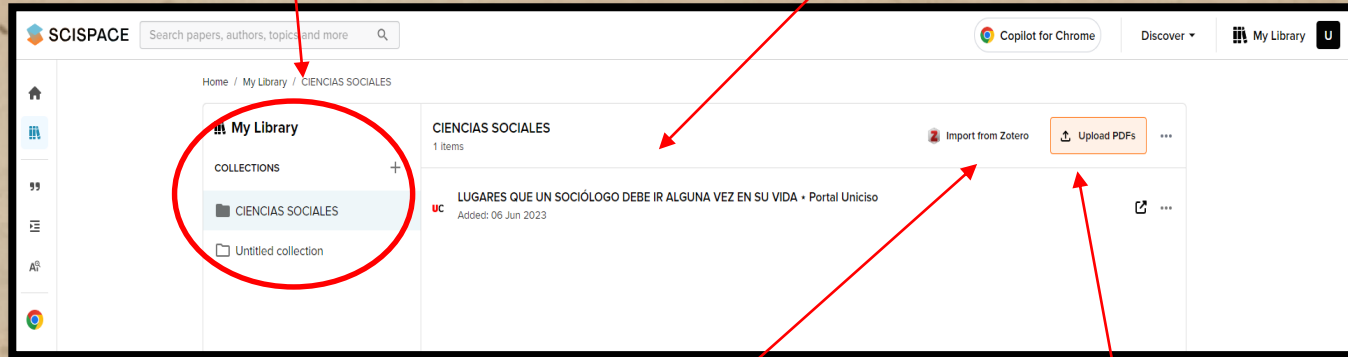 SCISPACE
Search papers, authors, topics and more
Copilot for Chrome
Discover
My Library
U
Home / My Library / CIENCIAS SOCIALES
My Library
COLLECTIONS
+
CIENCIAS SOCIALES
Untitled collection
CIENCIAS SOCIALES
1 items
Z Import from Zotero
Upload PDFs
UC LUGARES QUE UN SOCIÓLOGO DEBE IR ALGUNA VEZ EN SU VIDA • Portal Uniciso
Added: 06 Jun 2023